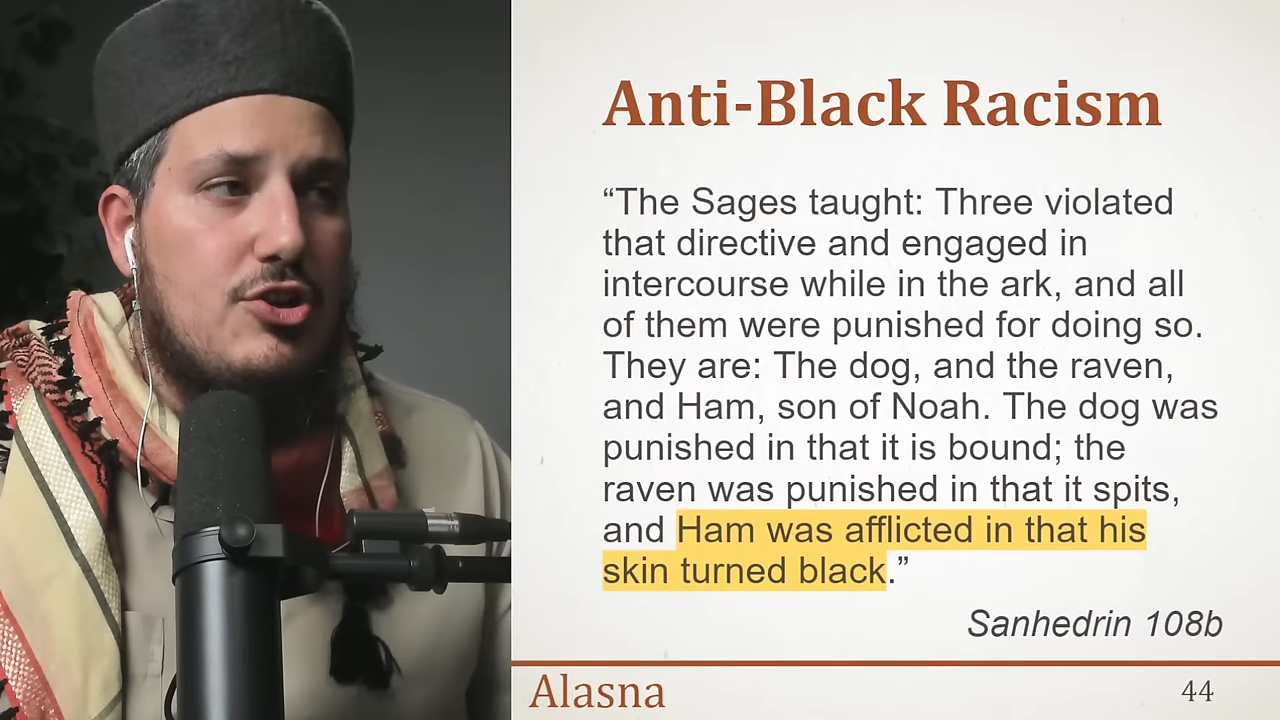 Anti-Black Racism
“The Sages taught: Three violated
that directive and engaged in
intercourse while in the ark, and all
of them were punished for doing so.
They are: The dog, and the raven,
and Ham, son of Noah. The dog was
punished in that it is bound; the
raven was punished in that it spits,
and Ham was afflicted in that his
skin turned black.”
Sanhedrin 108b
Alasna
44